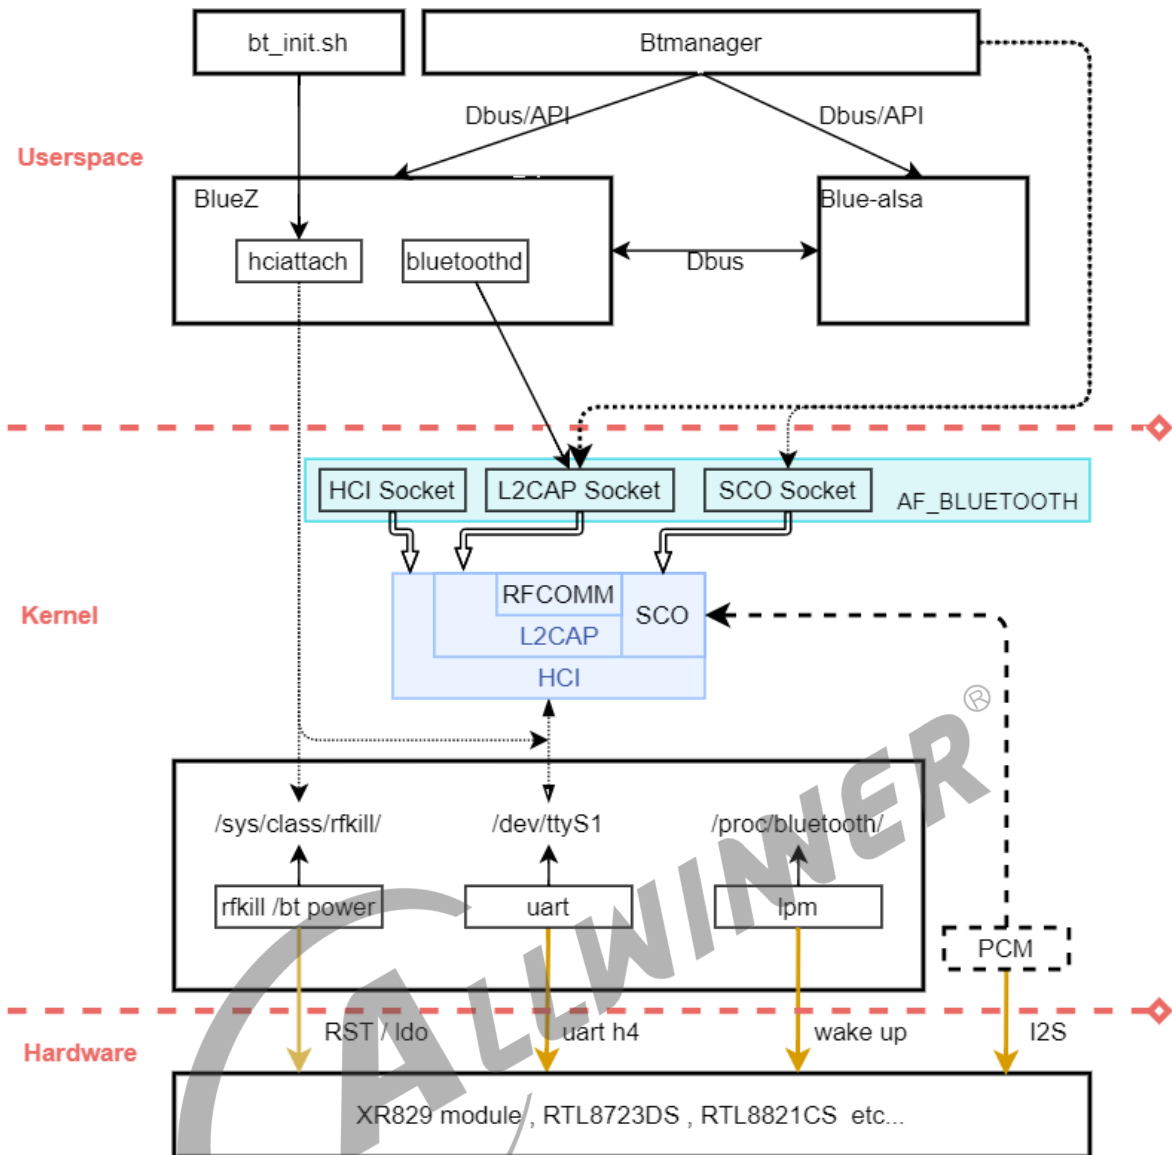 bt_init.sh
Btmanager
Dbus/API
Dbus/API
Userspace
BlueZ
Blue-alsa
hciattach
bluetoothd
Dbus
HCI Socket
L2CAP Socket
SCO Socket
AF_BLUETOOTH
RFCOMM
SCO
L2CAP
Kernel
HCI
/sys/class/rfkill/
/dev/ttyS1
/proc/bluetooth/
rfkill /bt power
uart
lpm
PCM
RST / ldo
uart h4
wake up
I2S
Hardware
XR829 module , RTL8723DS , RTL8821CS etc...
ALLWINNER®